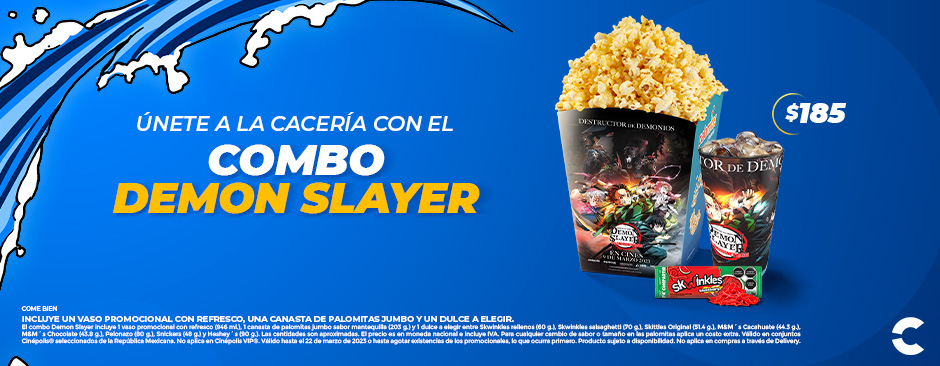 ÚNETE A LA CACERÍA CON EL
COMBO
DEMON SLAYER
$185
DESTRUCTOR DE DEMONIOS
DEMON
SLAYER
EN CINES
9 DE MARZO 2023
TOR DE DEMO
DEMON
SLAYER
skwinkles
COME BIEN
INCLUYE UN VASO PROMOCIONAL CON REFRESCO, UNA CANASTA DE PALOMITAS JUMBO Y UN DULCE A ELEGIR.
El combo Demon Slayer incluye 1 vaso promocional con refresco (946 ml), 1 canasta de palomitas jumbo sabor mantequilla (203 g.) y 1 dulce a elegir entre Skwinkles rellenos (60 g.), Skwinkles salsaghetti (70 g.), Skittles Original (51.4 g.), M&M´s Cacahuate (44.3 g.),
M&M´s Chocolate (43.8 g.), Pelonazo (80 g.), Snickers (48 g.) y Heshey´s (90 g.). Las cantidades son aproximadas. El precio es en moneda nacional e incluye IVA. Para cualquier cambio de sabor o tamaño en las palomitas aplica un costo extra. Válido en conjuntos
Cinépolis® seleccionados de la República Mexicana. No aplica en Cinépolis VIP®. Válido hasta el 22 de marzo de 2023 o hasta agotar existencias de los promocionales, lo que ocurra primero. Producto sujeto a disponibilidad. No aplica en compras a través de Delivery.